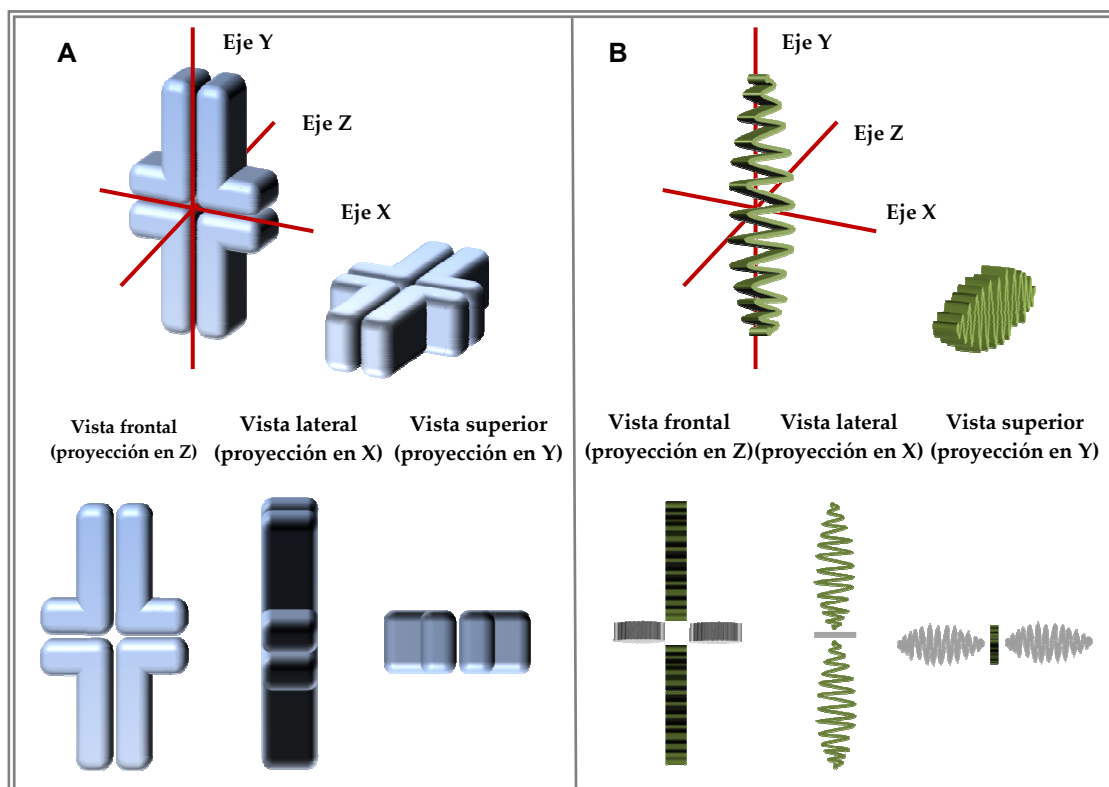 A
Eje Y
Eje Z
Eje X
Vista frontal
(proyección en Z)
Vista lateral
(proyección en X)
Vista superior
(proyección en Y)
B
Eje Y
Eje Z
Eje X
Vista frontal
(proyección en Z)
Vista lateral
(proyección en X)
Vista superior
(proyección en Y)